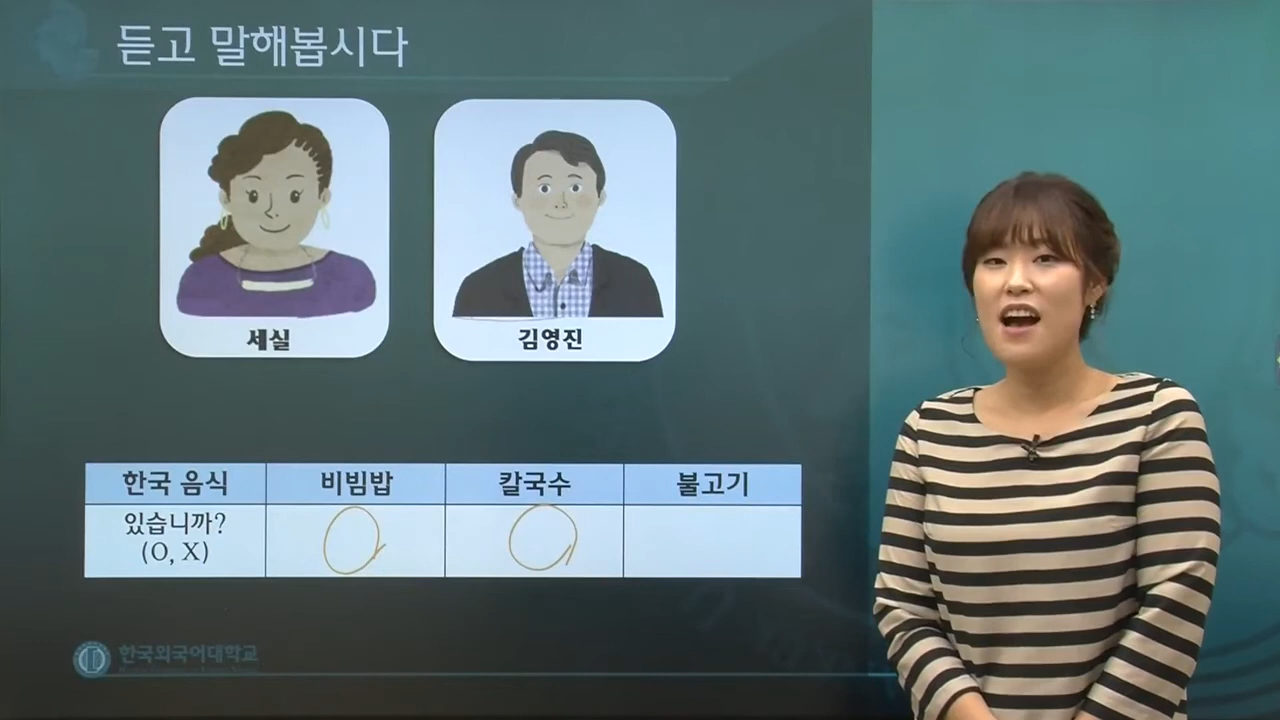 듣고 말해봅시다
세실
김영진
한국 음식 비빔밥 칼국수 불고기
있습니까?
(O, X) O O
한국외국어대학교